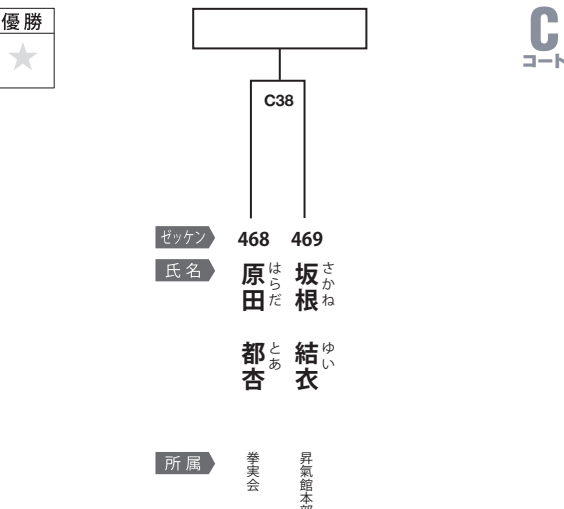 優勝
C
コート
C38
ゼッケン
468
469
氏名
原田 都杏
はらだ とあ
坂根 結衣
さかね ゆい
所属
拳実会
昇氣館本部